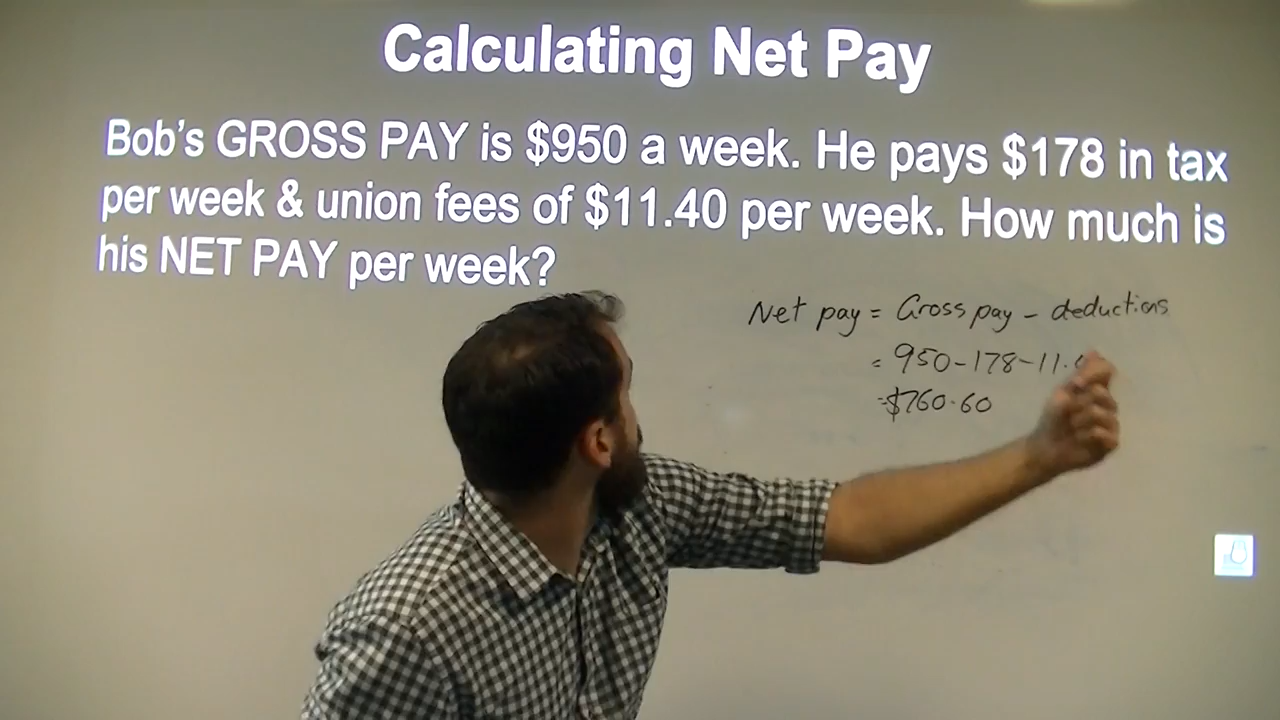 Calculating Net Pay
Bob's GROSS PAY is $950 a week. He pays $178 in tax
per week & union fees of $11.40 per week. How much is
his NET PAY per week?
Net pay = Gross pay - deductions
= 950-178-11.
=$760.60